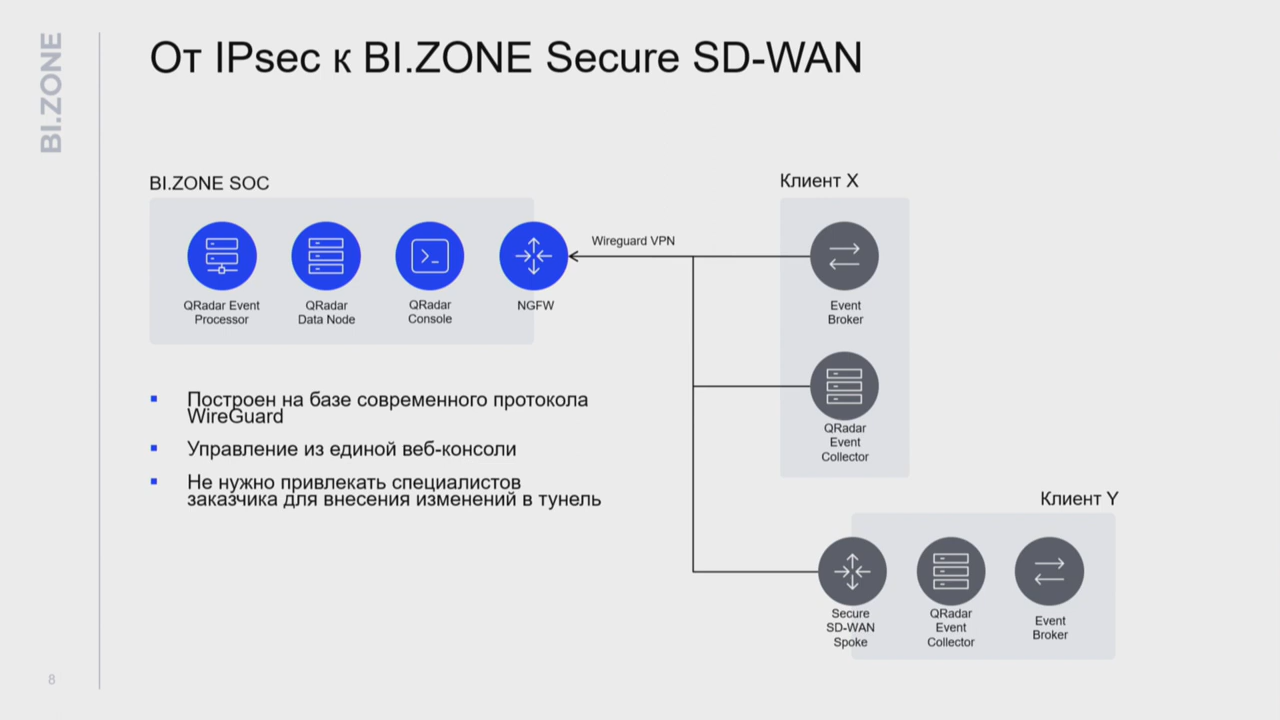 BI.ZONE
От IPsec к BI.ZONE Secure SD-WAN
BI.ZONE SOC
QRadar Event
Processor
QRadar
Data Node
QRadar
Console
NGFW
Wireguard VPN
Клиент X
Event
Broker
QRadar
Event
Collector
Построен на базе современного протокола
WireGuard
Управление из единой веб-консоли
Не нужно привлекать специалистов
заказчика для внесения изменений в тунель
Клиент Y
Secure
SD-WAN
Spoke
QRadar
Event
Collector
Event
Broker
8